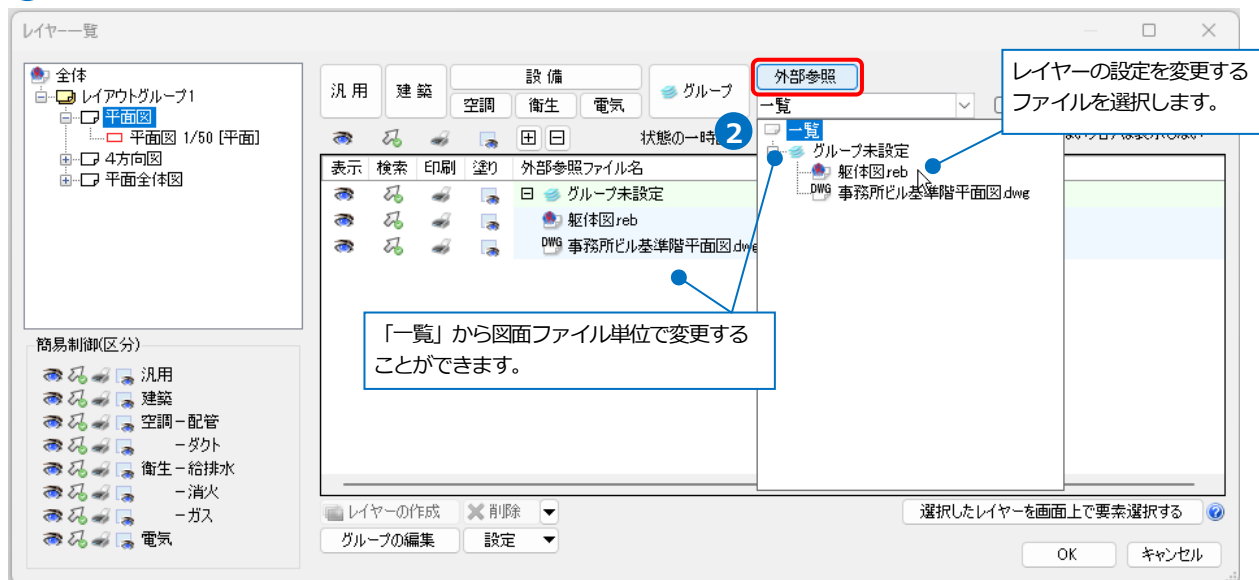 レイヤー一覧
全体
レイアウトグループ1
平面図
平面図 1/50 [平面]
4方向図
平面全体図
汎用
建築
設備
空調
衛生
電気
グループ
外部参照
一覧
レイヤーの設定を変更する
ファイルを選択します。
状態の一時
2
表示 検索 印刷 塗り 外部参照ファイル名
グループ未設定
躯体図.reb
事務所ビル基準階平面図.dwg
一覧
グループ未設定
躯体図.reb
DWG 事務所ビル基準階平面図.dwg
「一覧」から図面ファイル単位で変更する
ことができます。
簡易制御(区分)
汎用
建築
空調-配管
-ダクト
衛生-給排水
-消火
-ガス
電気
レイヤーの作成
削除
グループの編集
設定
選択したレイヤーを画面上で要素選択する
OK
キャンセル